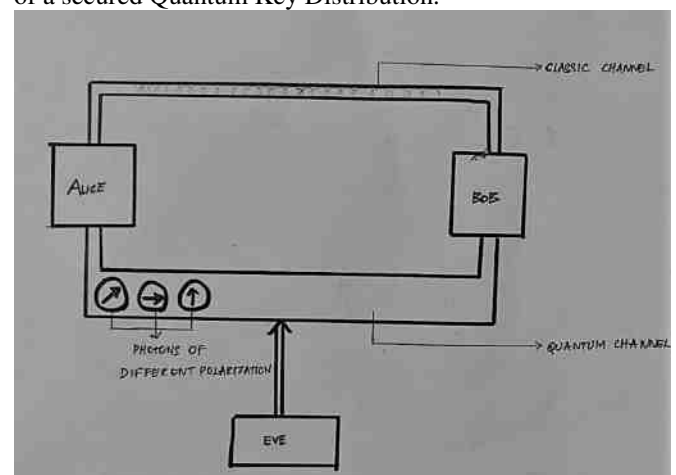 of a secured Quantum Key Distribution.
CLASSIC CHANNEL
ALICE
BOB
PHOTONS OF
DIFFERENT POLARIZATION
QUANTUM CHANNEL
EVE